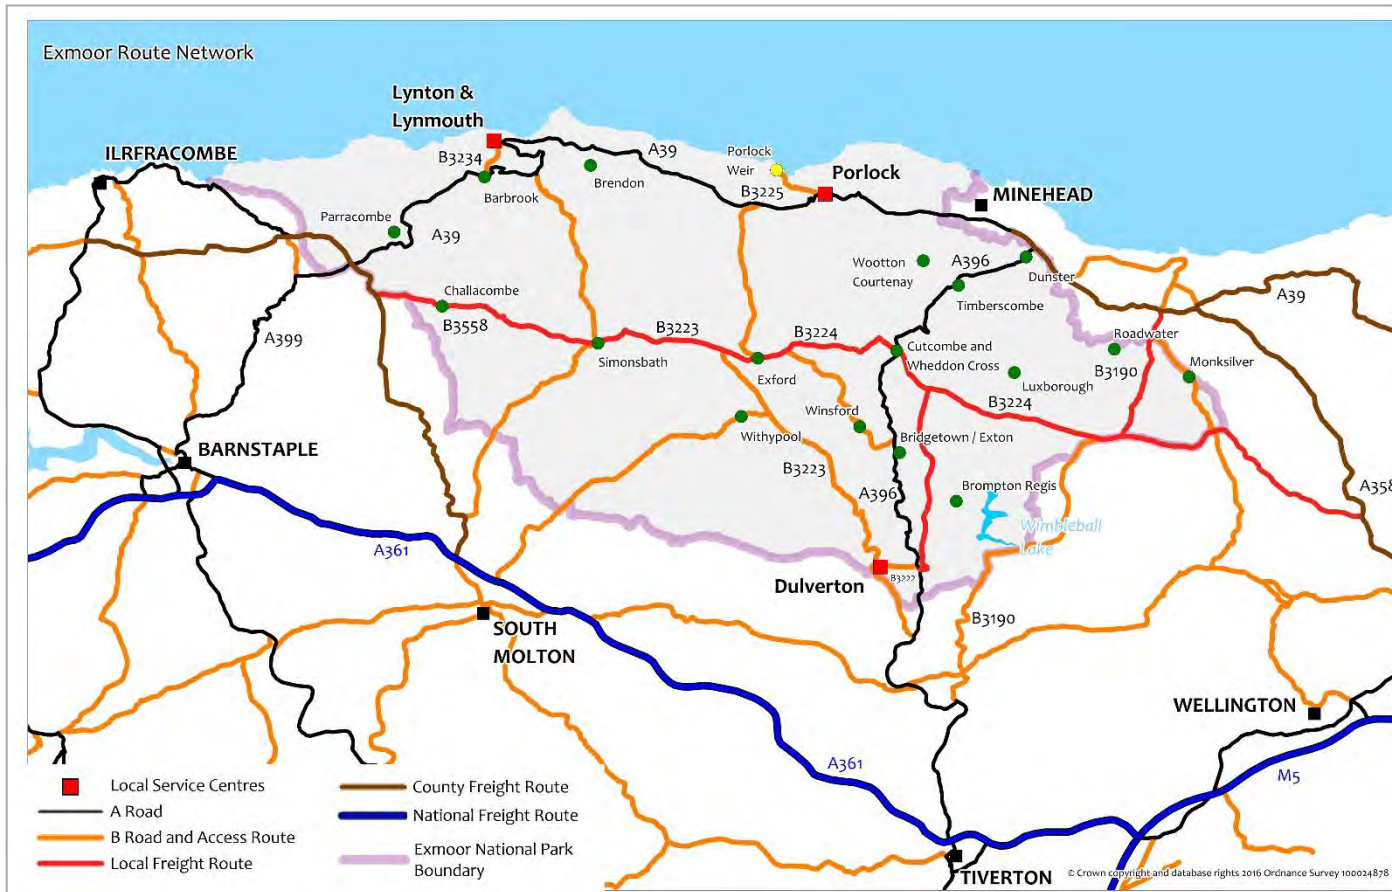 Exmoor Route Network
Lynton &
Lynmouth
ILRFRACOMBE
B3234
A39
Porlock
Weir
Porlock
B3225
MINEHEAD
Barbrook
Brendon
Parracombe
A39
Wootton
Courtenay
A396
Dunster
Timberscombe
A39
Challacombe
B3558
B3223
B3224
A399
Simonsbath
Exford
Cutcombe and
Wheddon Cross
Roadwater
B3190
Monksilver
Luxborough
B3224
Winsford
Withypool
Bridgetown / Exton
BARNSTAPLE
B3223
A396
Brompton Regis
A358
Wimbleball
Lake
A361
Dulverton
B3222
SOUTH
MOLTON
B3190
WELLINGTON
A361
M5
Local Service Centres
A Road
B Road and Access Route
Local Freight Route
County Freight Route
National Freight Route
Exmoor National Park
Boundary
TIVERTON
© Crown copyright and database rights 2016 Ordnance Survey 100024878